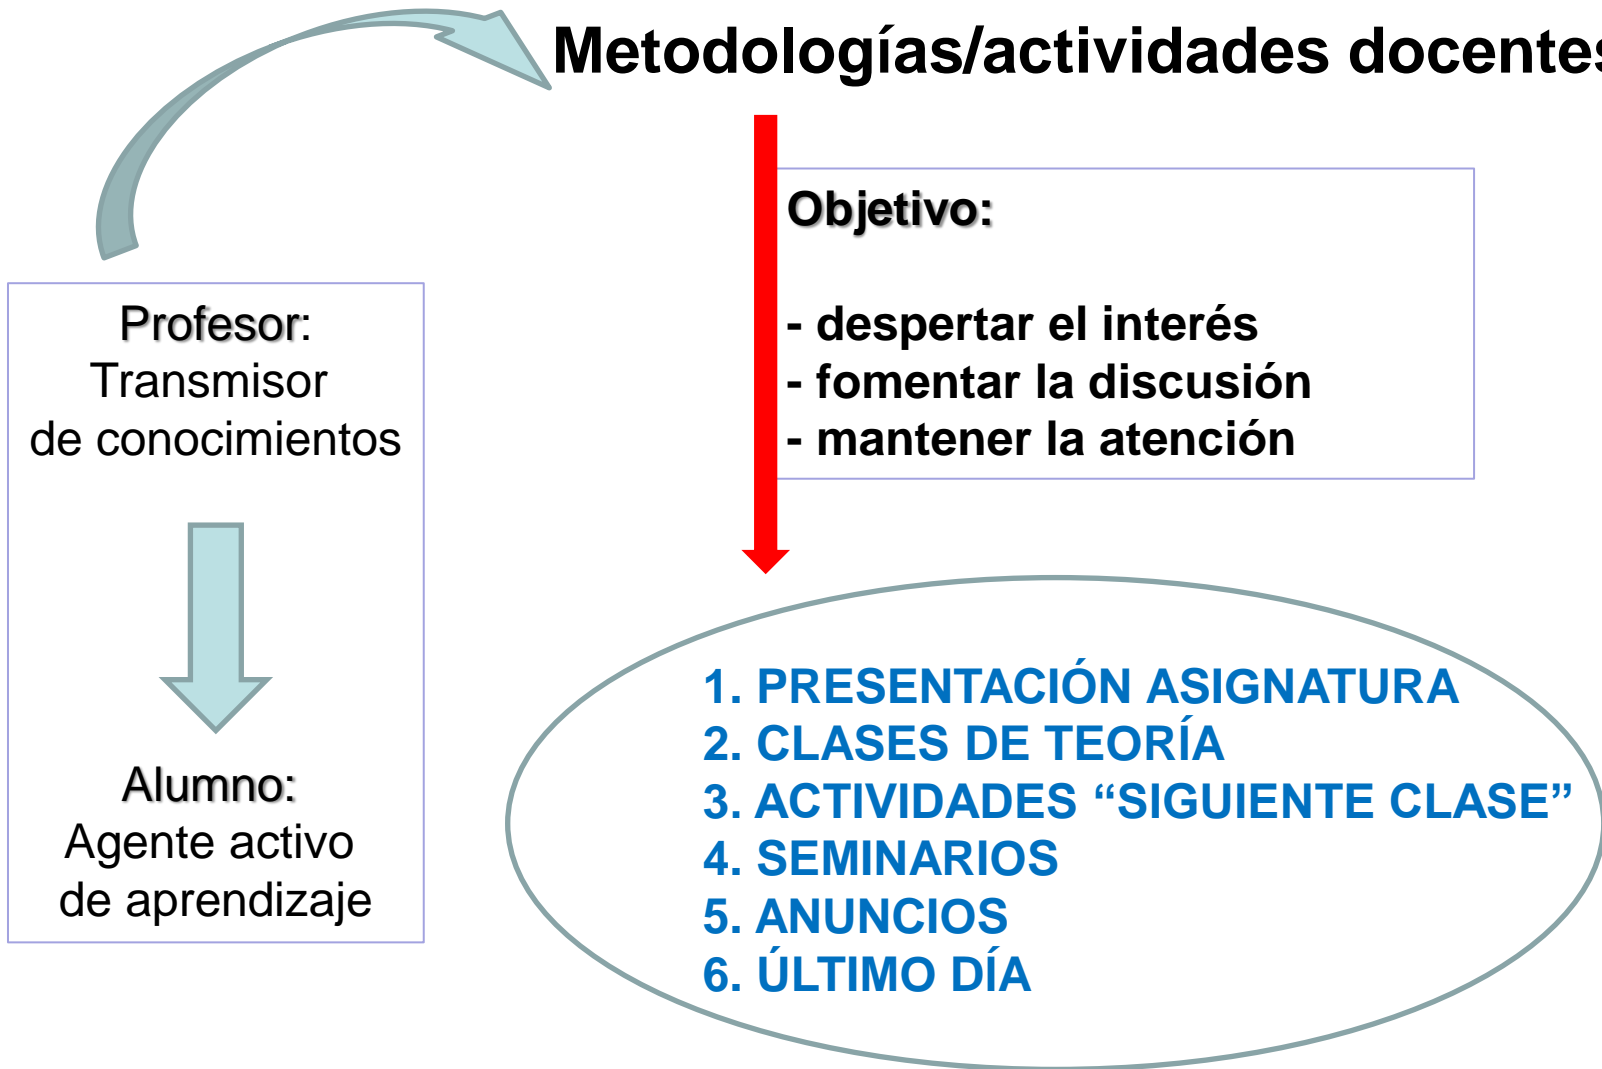 Metodologías/actividades docentes
Objetivo:
- despertar el interés
- fomentar la discusión
- mantener la atención
Profesor:
Transmisor
de conocimientos
Alumno:
Agente activo
de aprendizaje
1. PRESENTACIÓN ASIGNATURA
2. CLASES DE TEORÍA
3. ACTIVIDADES “SIGUIENTE CLASE”
4. SEMINARIOS
5. ANUNCIOS
6. ÚLTIMO DÍA